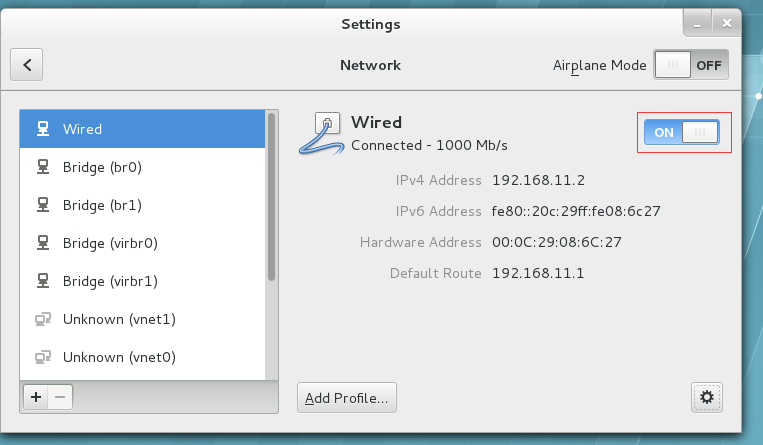 Settings
Network
Airplane Mode OFF
Wired
Bridge (br0)
Bridge (br1)
Bridge (virbr0)
Bridge (virbr1)
Unknown (vnet1)
Unknown (vnet0)
Wired
Connected - 1000 Mb/s
ON
IPv4 Address 192.168.11.2
IPv6 Address fe80::20c:29ff:fe08:6c27
Hardware Address 00:0C:29:08:6C:27
Default Route 192.168.11.1
Add Profile...